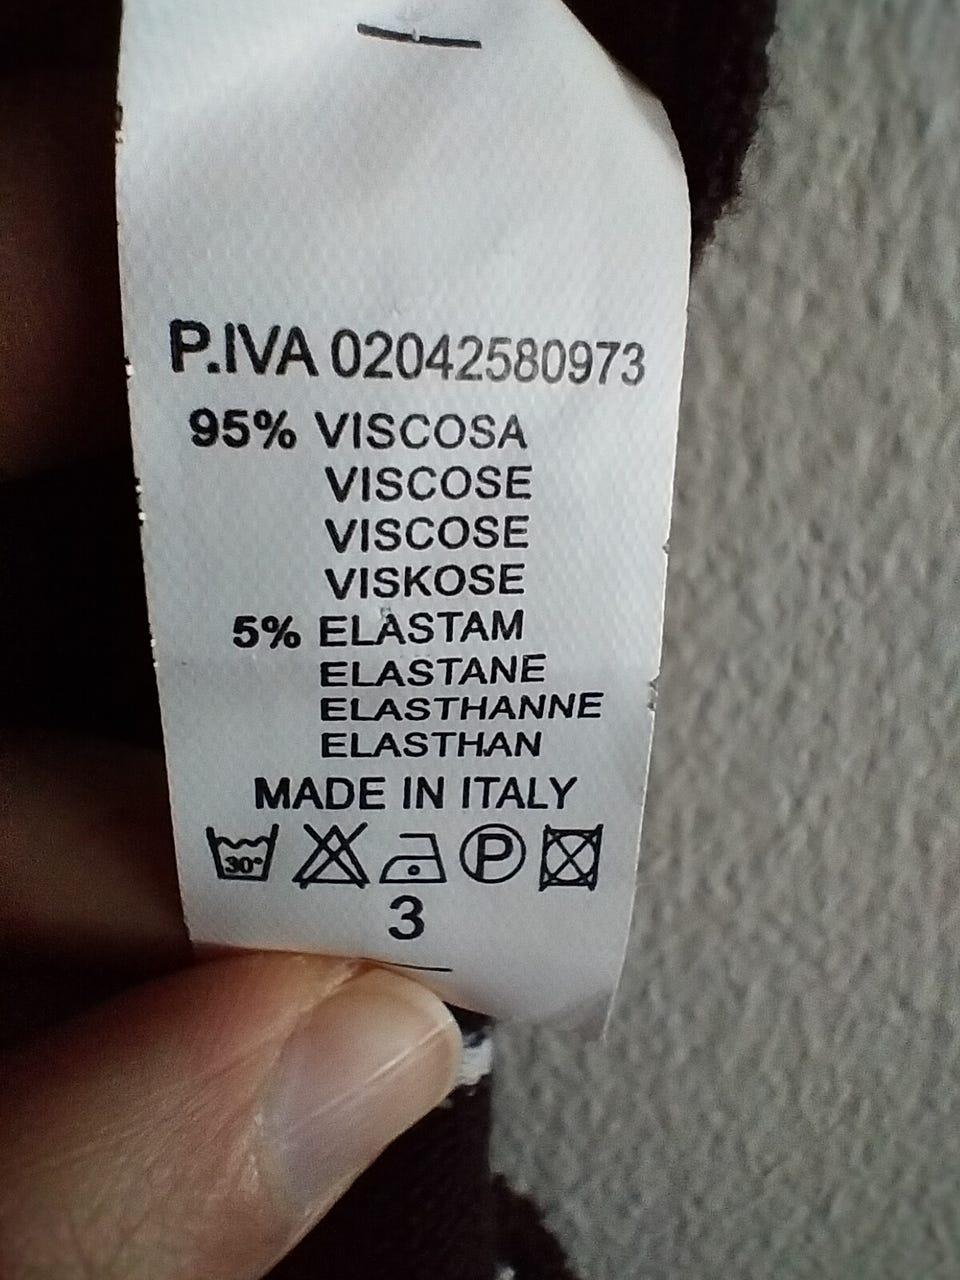 P.IVA 02042580973
95% VISCOSA
VISCOSE
VISCOSE
VISKOSE
5% ELASTAM
ELASTANE
ELASTHANNE
ELASTHAN
MADE IN ITALY
30° P
3